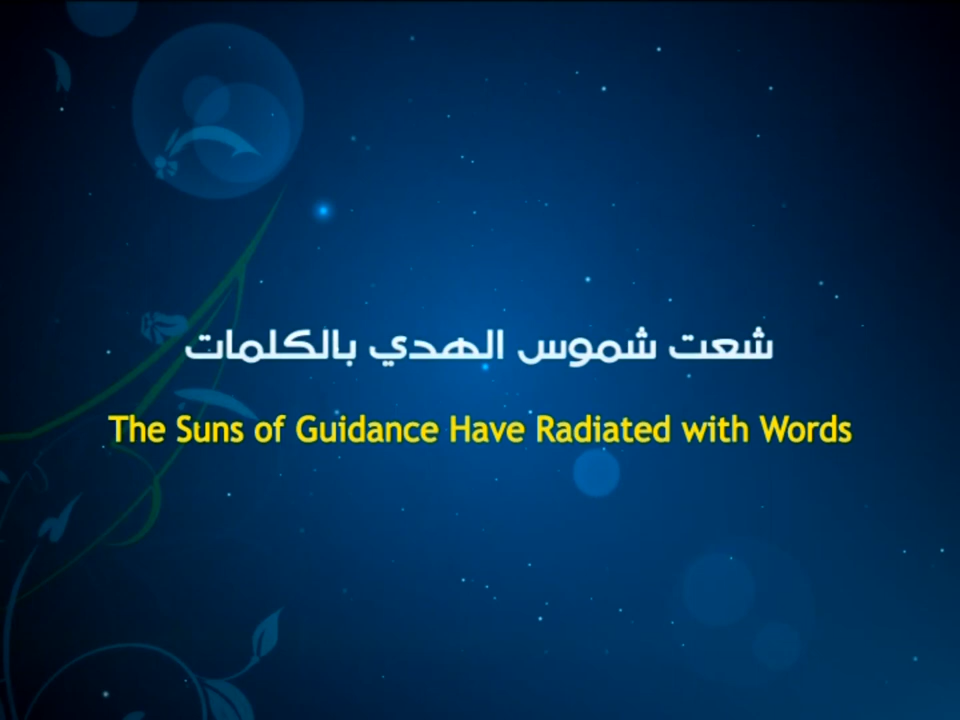 شعت شموس الهدي بالكلمات
The Suns of Guidance Have Radiated with Words